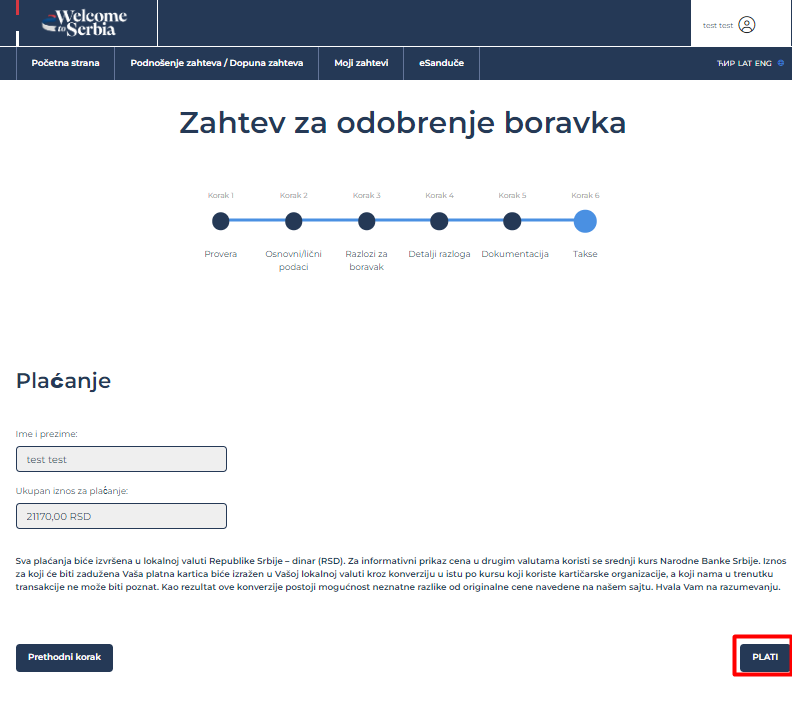 Welcome
to Serbia
test test
Početna strana
Podnošenje zahteva / Dopuna zahteva
Moji zahtevi
eSanduče
ЋИР LAT ENG
Zahtev za odobrenje boravka
Korak 1
Korak 2
Korak 3
Korak 4
Korak 5
Korak 6
Provera
Osnovni/lični
podaci
Razlozi za
boravak
Detalji razloga
Dokumentacija
Takse
Plaćanje
Ime i prezime:
test test
Ukupan iznos za plaćanje:
21170,00 RSD
Sva plaćanja biće izvršena u lokalnoj valuti Republike Srbije – dinar (RSD). Za informativni prikaz cena u drugim valutama koristi se srednji kurs Narodne Banke Srbije. Iznos
za koji će biti zadužena Vaša platna kartica biće izražen u Vašoj lokalnoj valuti kroz konverziju u istu po kursu koji koriste kartičarske organizacije, a koji nama u trenutku
transakcije ne može biti poznat. Kao rezultat ove konverzije postoji mogućnost neznatne razlike od originalne cene navedene na našem sajtu. Hvala Vam na razumevanju.
Prethodni korak
PLATI